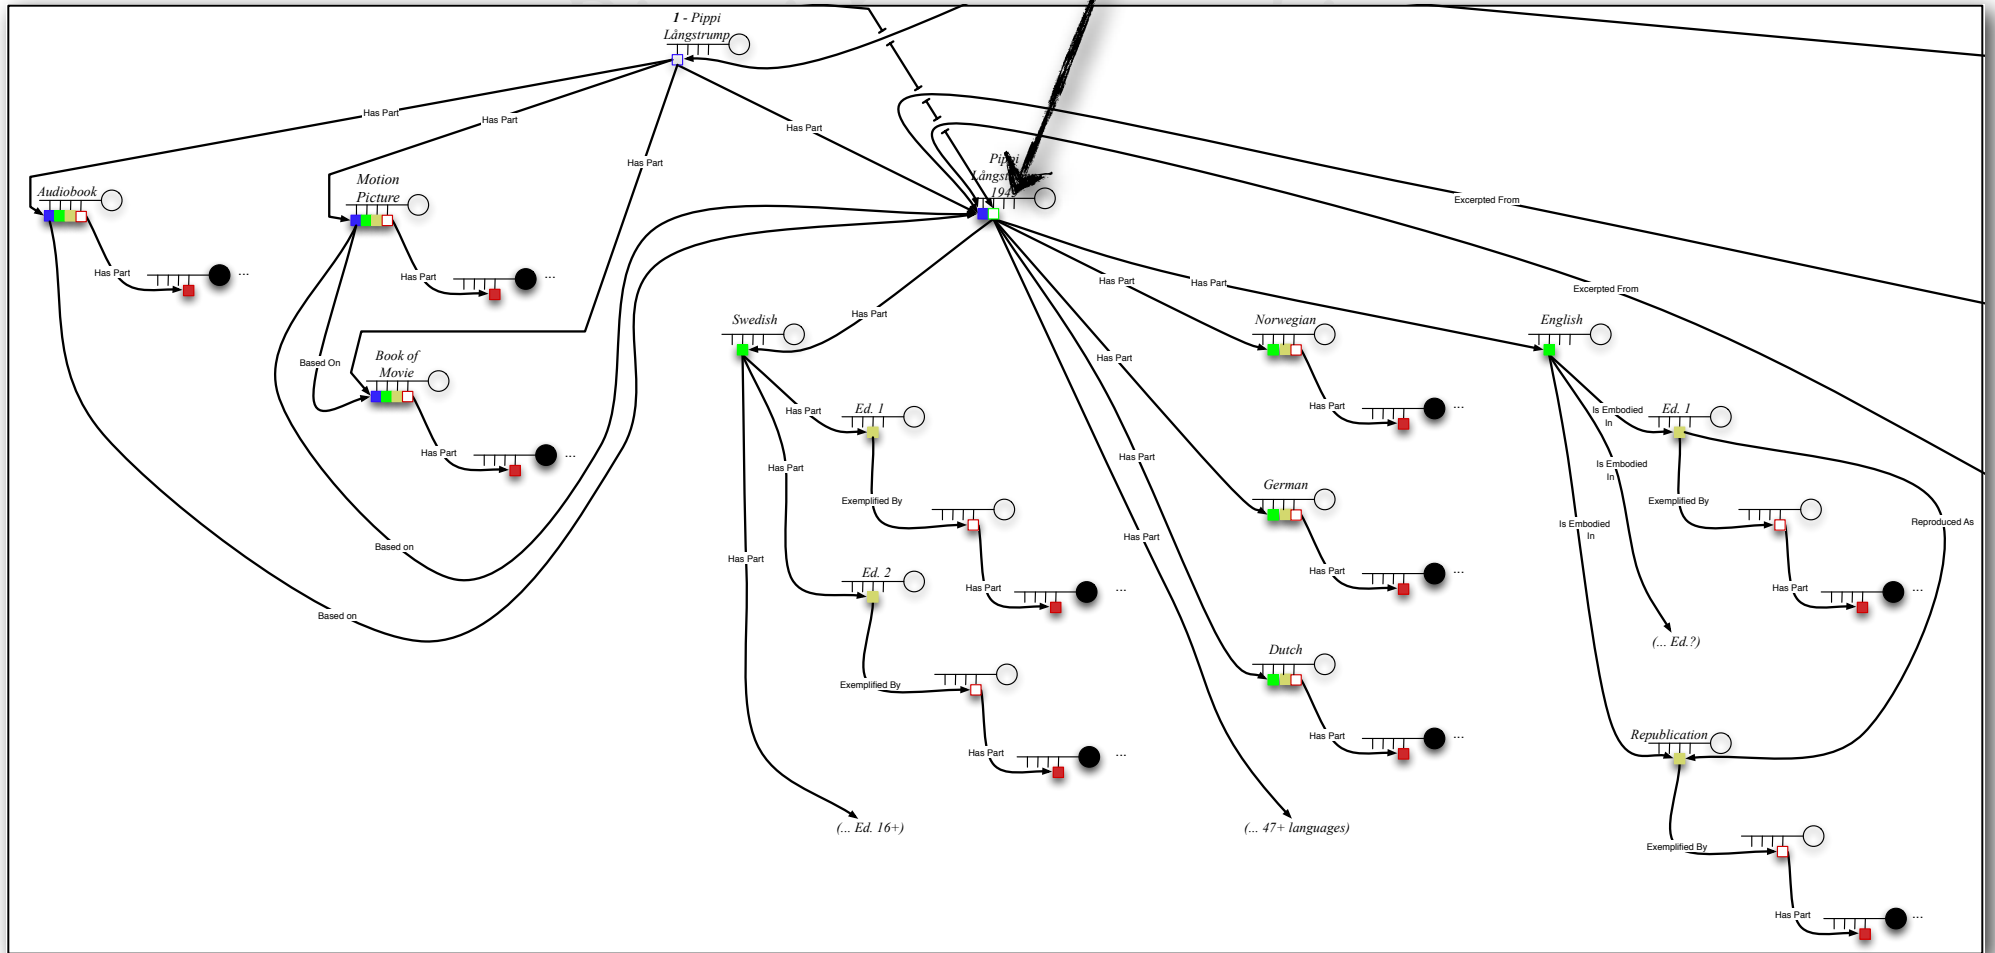 1 - Pippi
Långstrump
Has Part
Has Part
Has Part
Has Part
Pippi
Audiobook
Motion
Picture
Excerpted From
Has Part
Has Part
...
...
Has Part
Has Part
Excerpted From
Has Part
Swedish
Norwegian
English
Based On
Book of
Movie
Has Part
Has Part
Ed. 1
Has Part
...
Is Embodied
In
Ed. 1
Has Part
...
Has Part
Has Part
Is Embodied
In
German
Exemplified By
Exemplified By
Is Embodied
In
Reproduced As
Has Part
Based on
Has Part
Ed. 2
Has Part
...
Has Part
...
Has Part
...
Based on
(... Ed.?)
Dutch
Exemplified By
Has Part
...
Has Part
...
Republication
(... Ed. 16+)
(... 47+ languages)
Exemplified By
Has Part
...